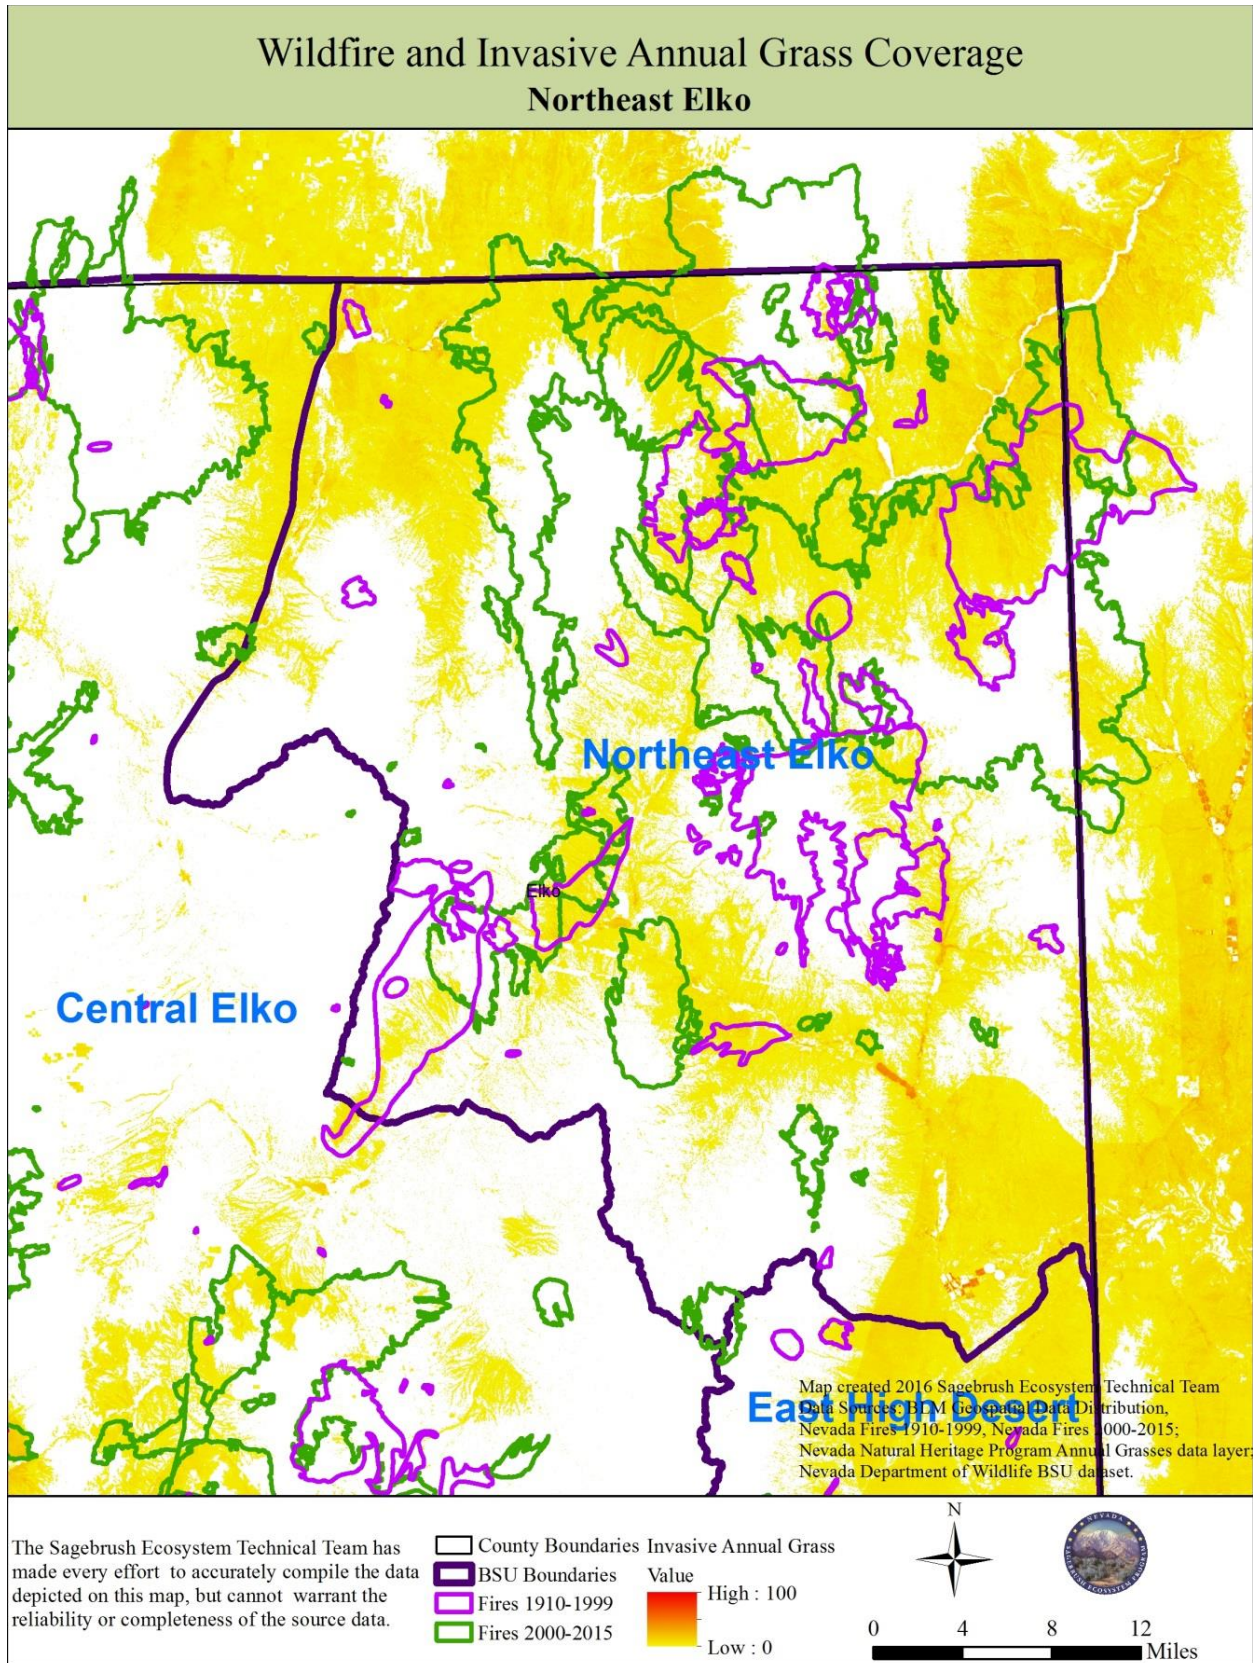 Wildfire and Invasive Annual Grass Coverage
Northeast Elko
Northeast Elko
Elko
Central Elko
East High Desert
Map created 2016 Sagebrush Ecosystem Technical Team
Data Sources: BLM Geospatial Data Distribution,
Nevada Fires 1910-1999, Nevada Fires 2000-2015;
Nevada Natural Heritage Program Annual Grasses data layer;
Nevada Department of Wildlife BSU dataset.
The Sagebrush Ecosystem Technical Team has
made every effort to accurately compile the data
depicted on this map, but cannot warrant the
reliability or completeness of the source data.
County Boundaries
BSU Boundaries
Fires 1910-1999
Fires 2000-2015
Invasive Annual Grass
Value
High : 100
Low : 0
N
NEVADA
SAGEBRUSH ECOSYSTEM PROGRAM
0 4 8 12
Miles